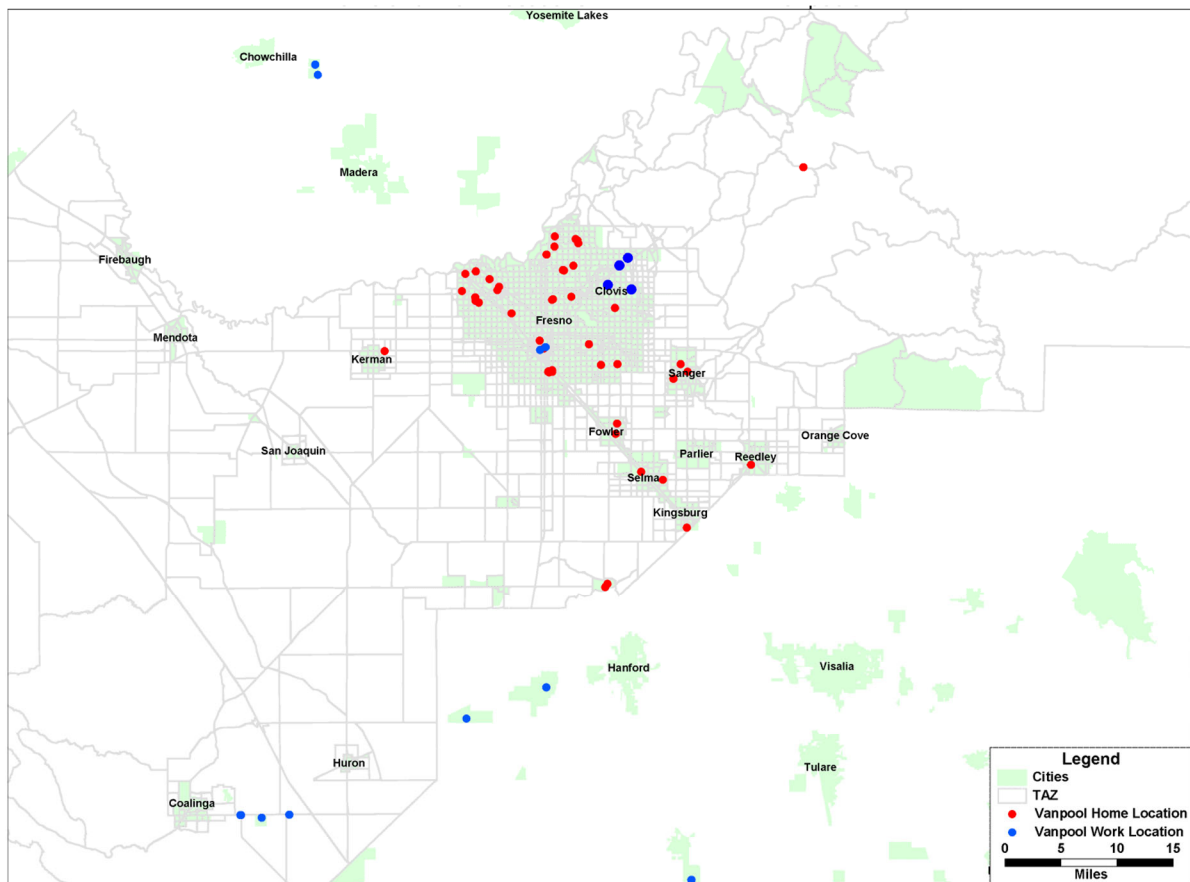 Yosemite Lakes
Chowchilla
Madera
Firebaugh
Clovis
Fresno
Mendota
Kerman
Sanger
Fowler
Orange Cove
San Joaquin
Parlier
Reedley
Selma
Kingsburg
Hanford
Visalia
Huron
Tulare
Coalinga
Legend
Cities
TAZ
Vanpool Home Location
Vanpool Work Location
0 5 10 15
Miles